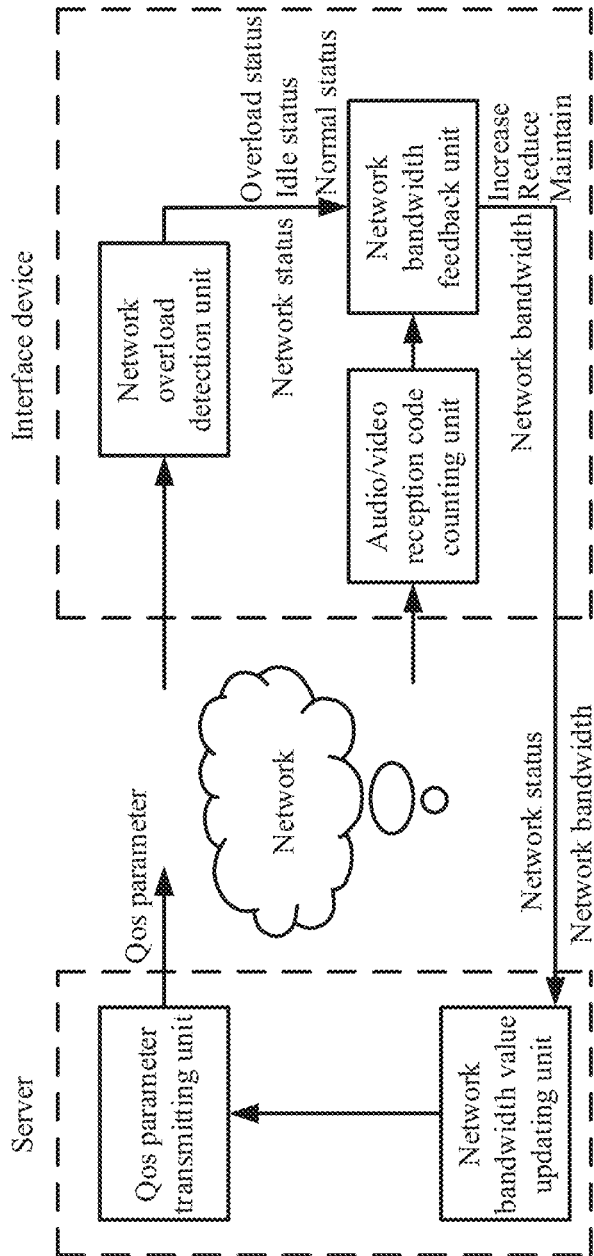 Server
Qos parameter
transmitting unit
Network
bandwidth value
updating unit
Qos parameter
Network
Network status
Network bandwidth
Interface device
Network
overload
detection unit
Network status
Overload status
Idle status
Normal status
Audio/video
reception code
counting unit
Network
bandwidth
feedback unit
Network bandwidth
Increase
Reduce
Maintain